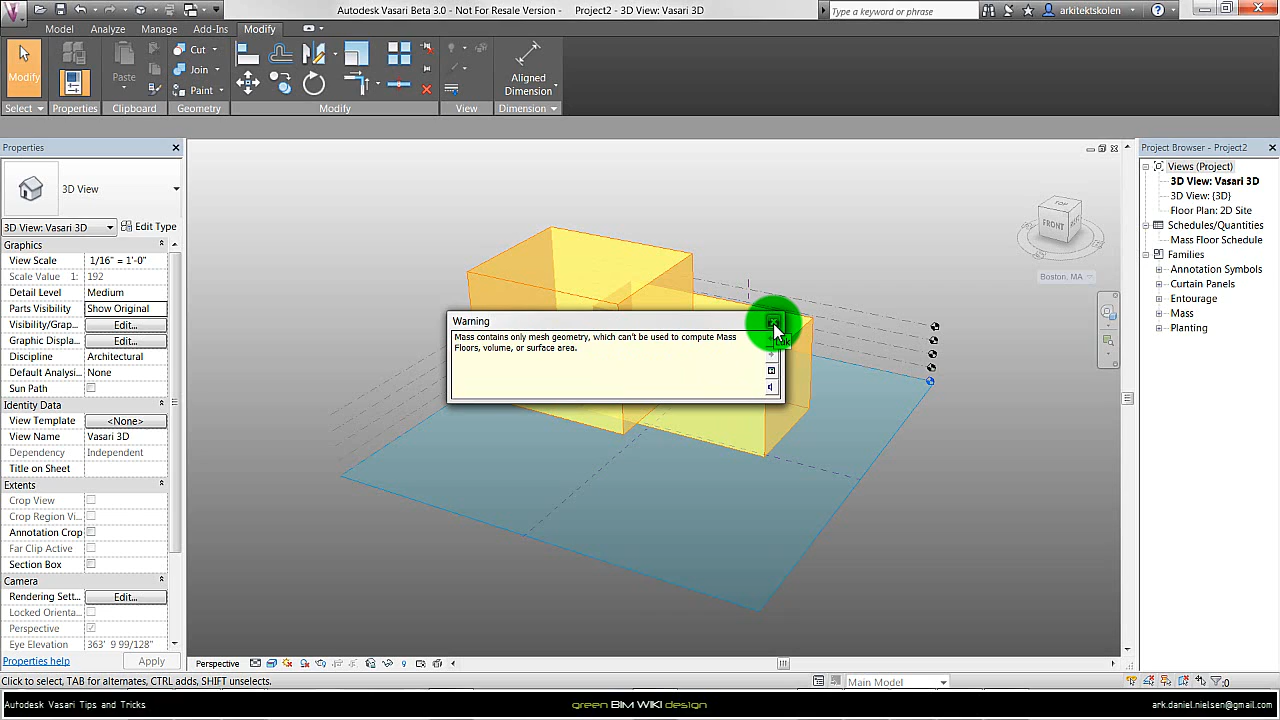 Autodesk Vasari Beta 3.0 - Not For Resale Version - Project2 - 3D View: Vasari 3D
Type a keyword or phrase
arkitektskolen
Model
Analyze
Manage
Add-Ins
Modify
Modify
Paste
Cut
Join
Paint
Aligned
Dimension
Select
Properties
Clipboard
Geometry
Modify
View
Dimension
Properties
3D View
3D View: Vasari 3D
Edit Type
Graphics
View Scale 1/16" = 1'-0"
Scale Value 1: 192
Detail Level Medium
Parts Visibility Show Original
Visibility/Grap... Edit...
Graphic Displa... Edit...
Discipline Architectural
Default Analysi... None
Sun Path
Identity Data
View Template <None>
View Name Vasari 3D
Dependency Independent
Title on Sheet
Extents
Crop View
Crop Region Vi
Annotation Crop
Far Clip Active
Section Box
Camera
Rendering Sett... Edit...
Locked Orienta...
Perspective
Eye Elevation 363' 9 99/128"
Properties help
Apply
TOP
FRONT
Boston, MA
Warning
Mass contains only mesh geometry, which can't be used to compute Mass
Floors, volume, or surface area.
Project Browser - Project2
Views (Project)
3D View: Vasari 3D
3D View: {3D}
Floor Plan: 2D Site
Schedules/Quantities
Mass Floor Schedule
Families
Annotation Symbols
Curtain Panels
Entourage
Mass
Planting
Perspective
Click to select, TAB for alternates, CTRL adds, SHIFT unselects.
Main Model
:0
Autodesk Vasari Tips and Tricks
green BIM WIKI design
ark.daniel.nielsen@gmail.com